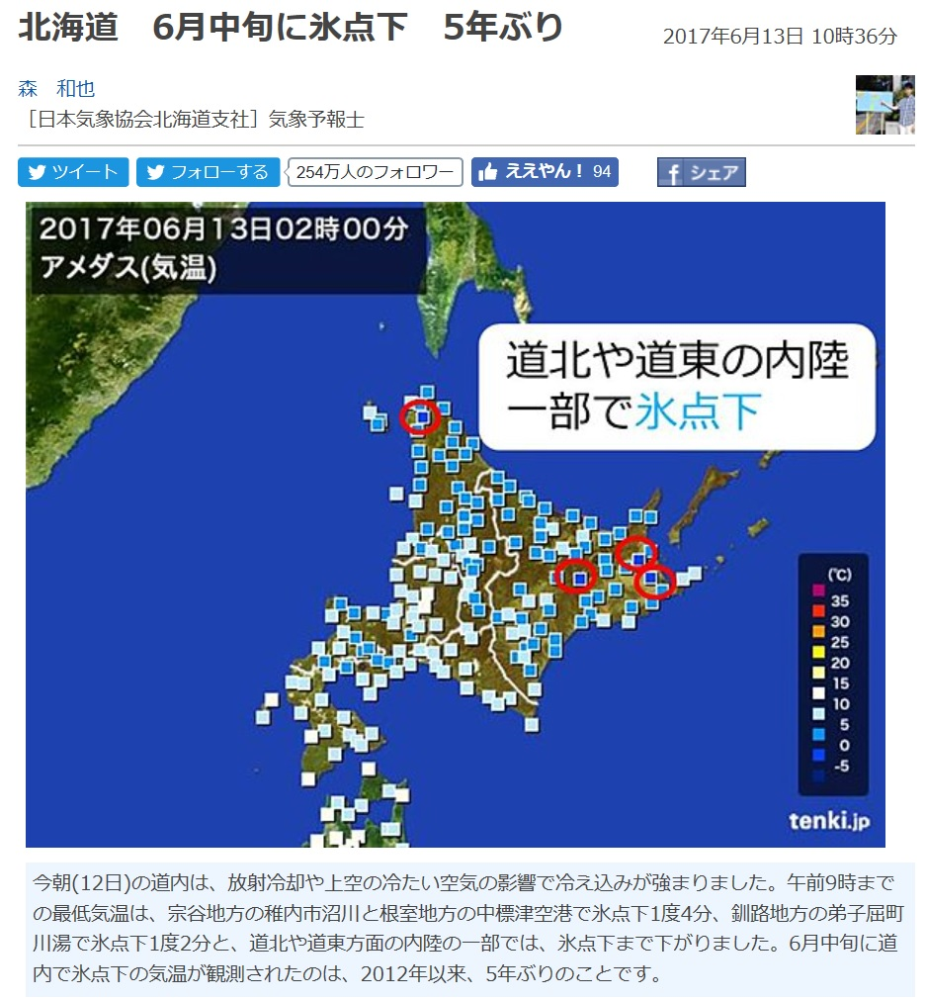 北海道　6月中旬に氷点下　5年ぶり
2017年6月13日 10時36分
森　和也
［日本気象協会北海道支社］気象予報士
ツイート
フォローする
254万人のフォロワー
ええやん！ 94
シェア
2017年06月13日02時00分
アメダス(気温)
道北や道東の内陸
一部で氷点下
(℃)
35
30
25
20
15
10
5
0
-5
tenki.jp
今朝(12日)の道内は、放射冷却や上空の冷たい空気の影響で冷え込みが強まりました。午前9時まで
の最低気温は、宗谷地方の稚内市沼川と根室地方の中標津空港で氷点下1度4分、釧路地方の弟子屈町
川湯で氷点下1度2分と、道北や道東方面の内陸の一部では、氷点下まで下がりました。6月中旬に道
内で氷点下の気温が観測されたのは、2012年以来、5年ぶりのことです。